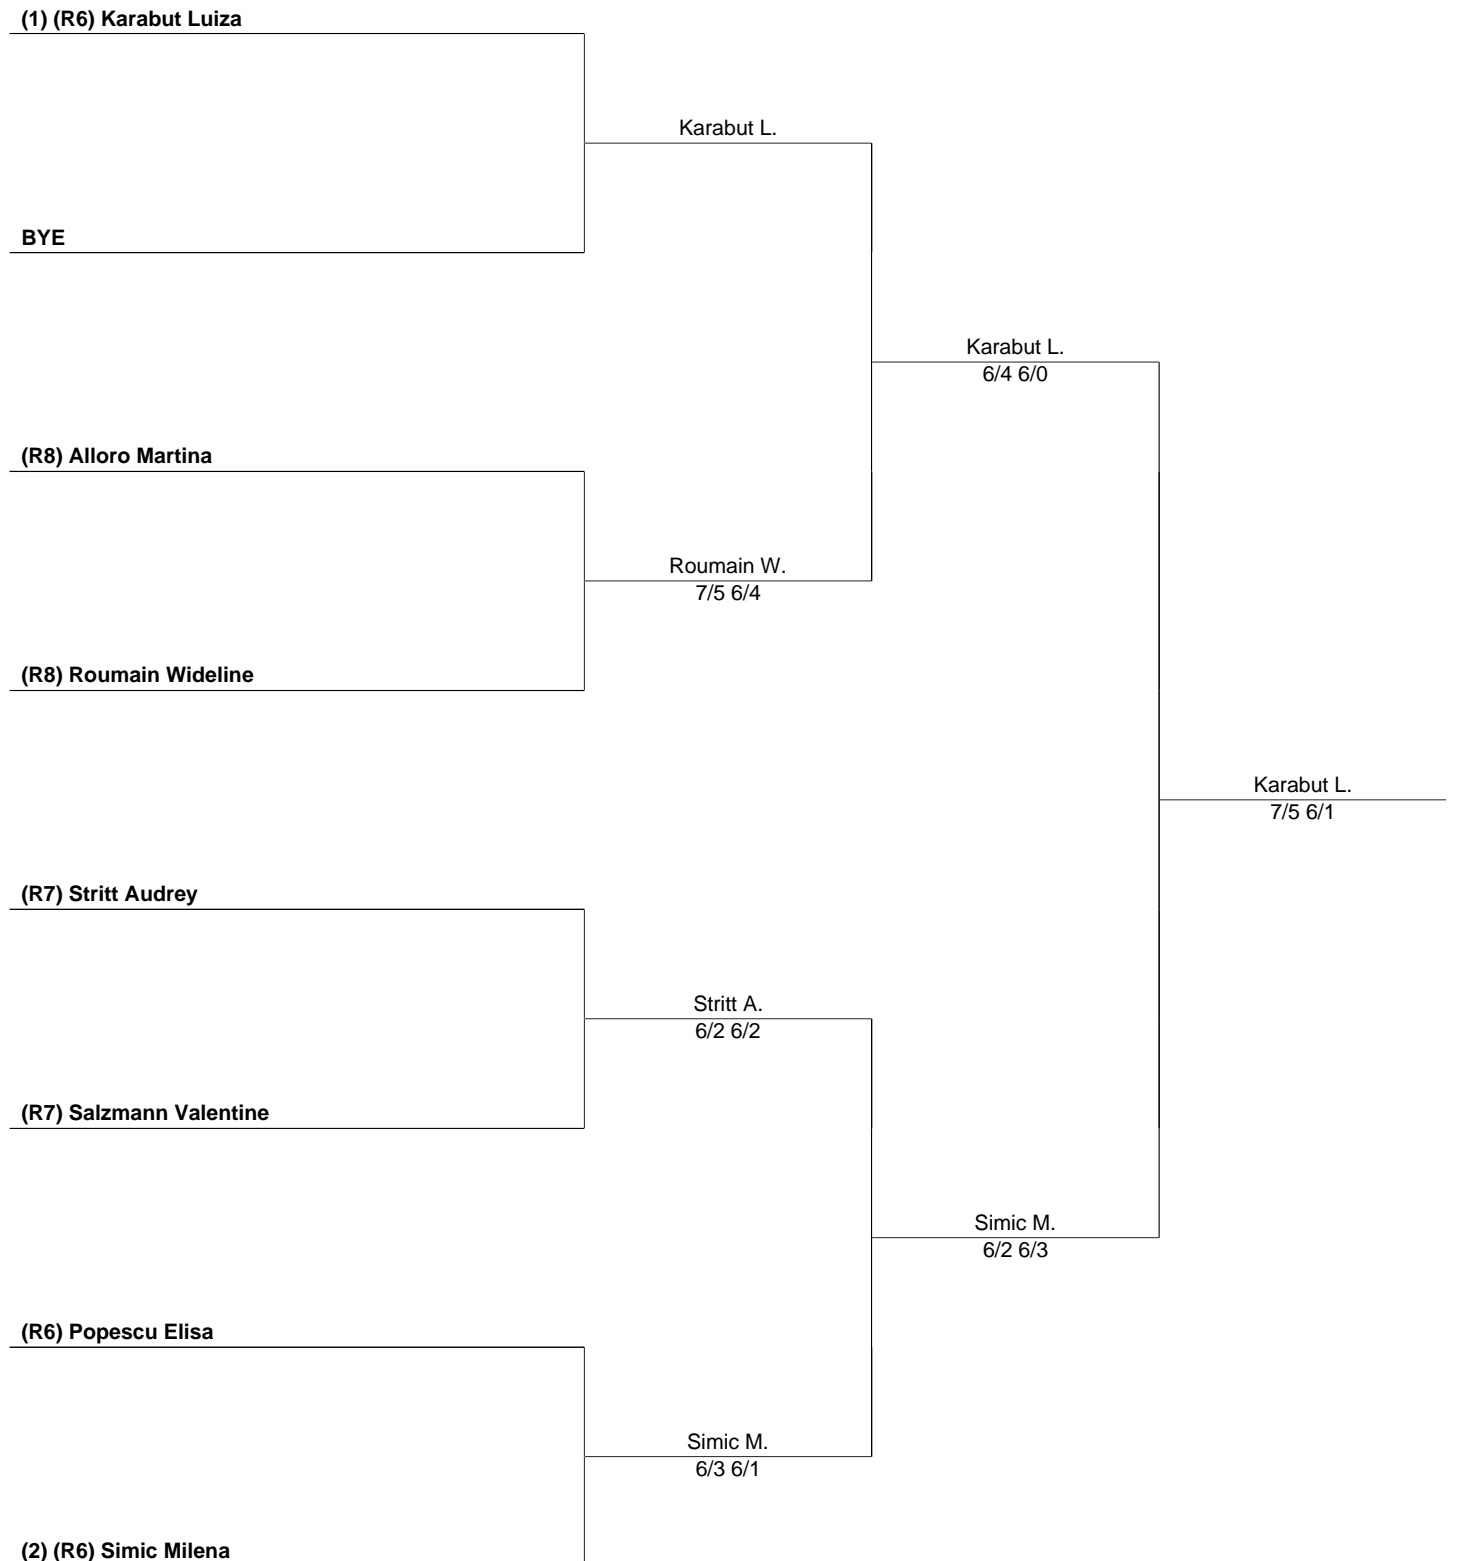 (1) (R6) Karabut Luiza
Karabut L.
BYE
Karabut L.
6/4 6/0
(R8) Alloro Martina
Roumain W.
7/5 6/4
(R8) Roumain Wideline
Karabut L.
7/5 6/1
(R7) Stritt Audrey
Stritt A.
6/2 6/2
(R7) Salzmann Valentine
Simic M.
6/2 6/3
(R6) Popescu Elisa
Simic M.
6/3 6/1
(2) (R6) Simic Milena